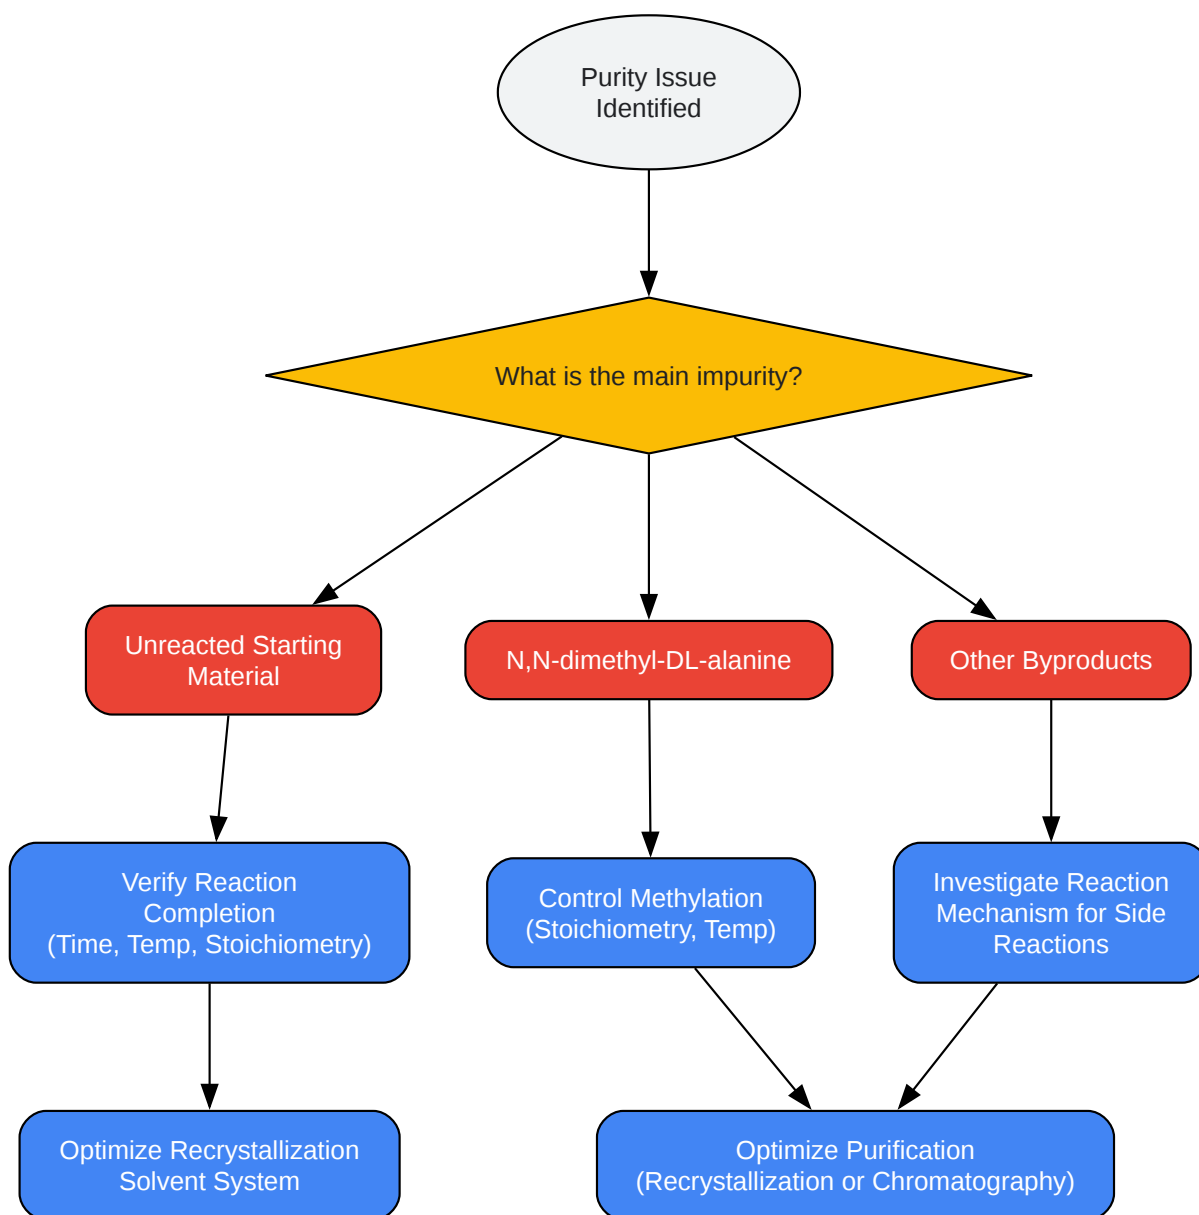 Purity Issue
Identified
What is the main impurity?
Unreacted Starting
Material
N,N-dimethyl-DL-alanine
Other Byproducts
Verify Reaction
Completion
(Time, Temp, Stoichiometry)
Control Methylation
(Stoichiometry, Temp)
Investigate Reaction
Mechanism for Side
Reactions
Optimize Recrystallization
Solvent System
Optimize Purification
(Recrystallization or Chromatography)